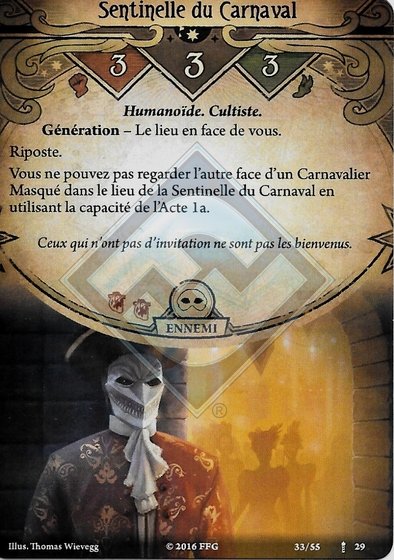 Sentinelle du Carnaval
3 3 3
Humanoïde. Cultiste.
Génération – Le lieu en face de vous.
Riposte.
Vous ne pouvez pas regarder l'autre face d'un Carnavalier
Masqué dans le lieu de la Sentinelle du Carnaval en
utilisant la capacité de l'Acte 1a.
Ceux qui n'ont pas d'invitation ne sont pas les bienvenus.
ENNEMI
®
Illus. Thomas Wievegg © 2016 FFG 33/55 29